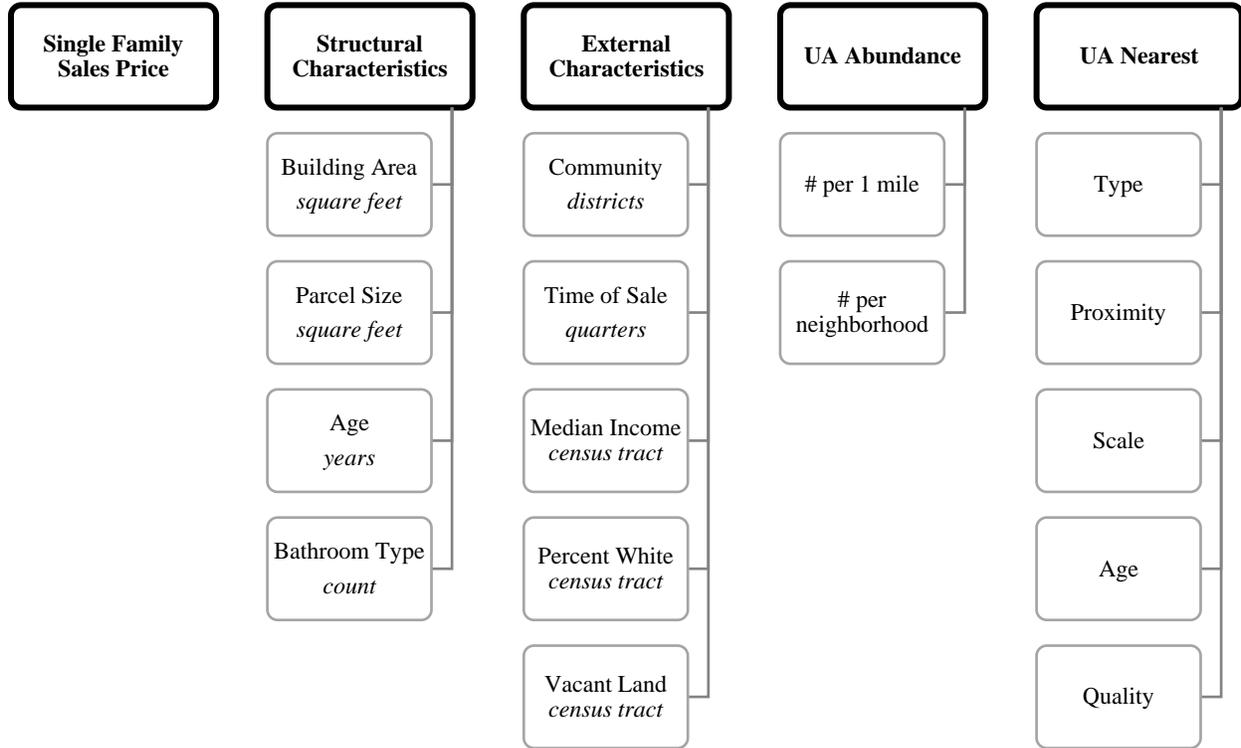 Single Family
Sales Price
Structural
Characteristics
Building Area
square feet
Parcel Size
square feet
Age
years
Bathroom Type
count
External
Characteristics
Community
districts
Time of Sale
quarters
Median Income
census tract
Percent White
census tract
Vacant Land
census tract
UA Abundance
# per 1 mile
# per
neighborhood
UA Nearest
Type
Proximity
Scale
Age
Quality